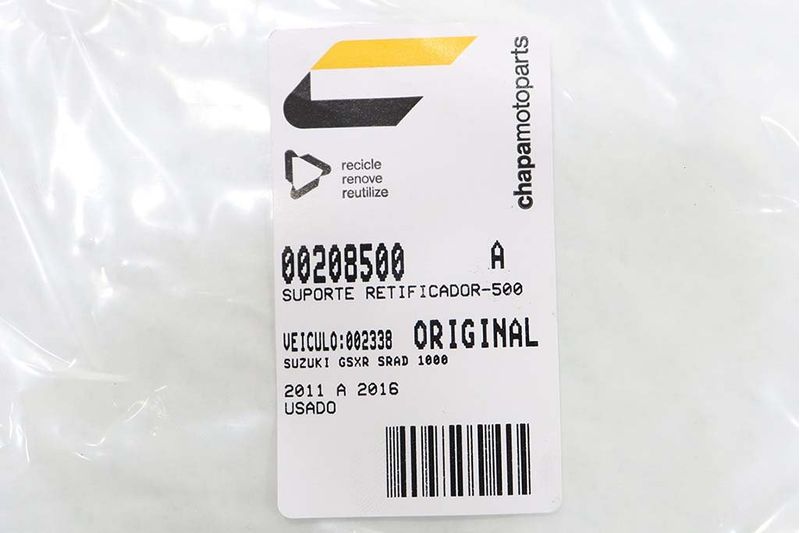 chapamotoparts
recicle
renove
reutilize
00208500 A
SUPORTE RETIFICADOR-500
VEICULO:002338 ORIGINAL
SUZUKI GSXR SRAD 1000
2011 A 2016
USADO